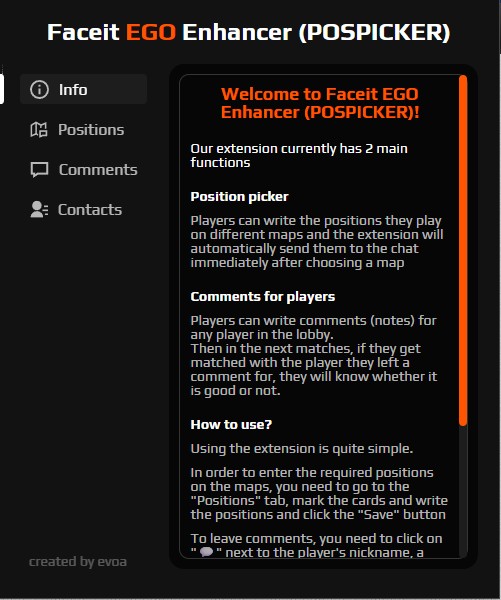 Faceit EGO Enhancer (POSPICKER)
Info
Positions
Comments
Contacts
created by evoa
Welcome to Faceit EGO
Enhancer (POSPICKER)!
Our extension currently has 2 main
functions
Position picker
Players can write the positions they play
on different maps and the extension will
automatically send them to the chat
immediately after choosing a map
Comments for players
Players can write comments (notes) for
any player in the lobby.
Then in the next matches, if they get
matched with the player they left a
comment for, they will know whether it
is good or not.
How to use?
Using the extension is quite simple.
In order to enter the required positions
on the maps, you need to go to the
"Positions" tab, mark the cards and write
the positions and click the "Save" button
To leave comments, you need to click on
" " next to the player's nickname, a